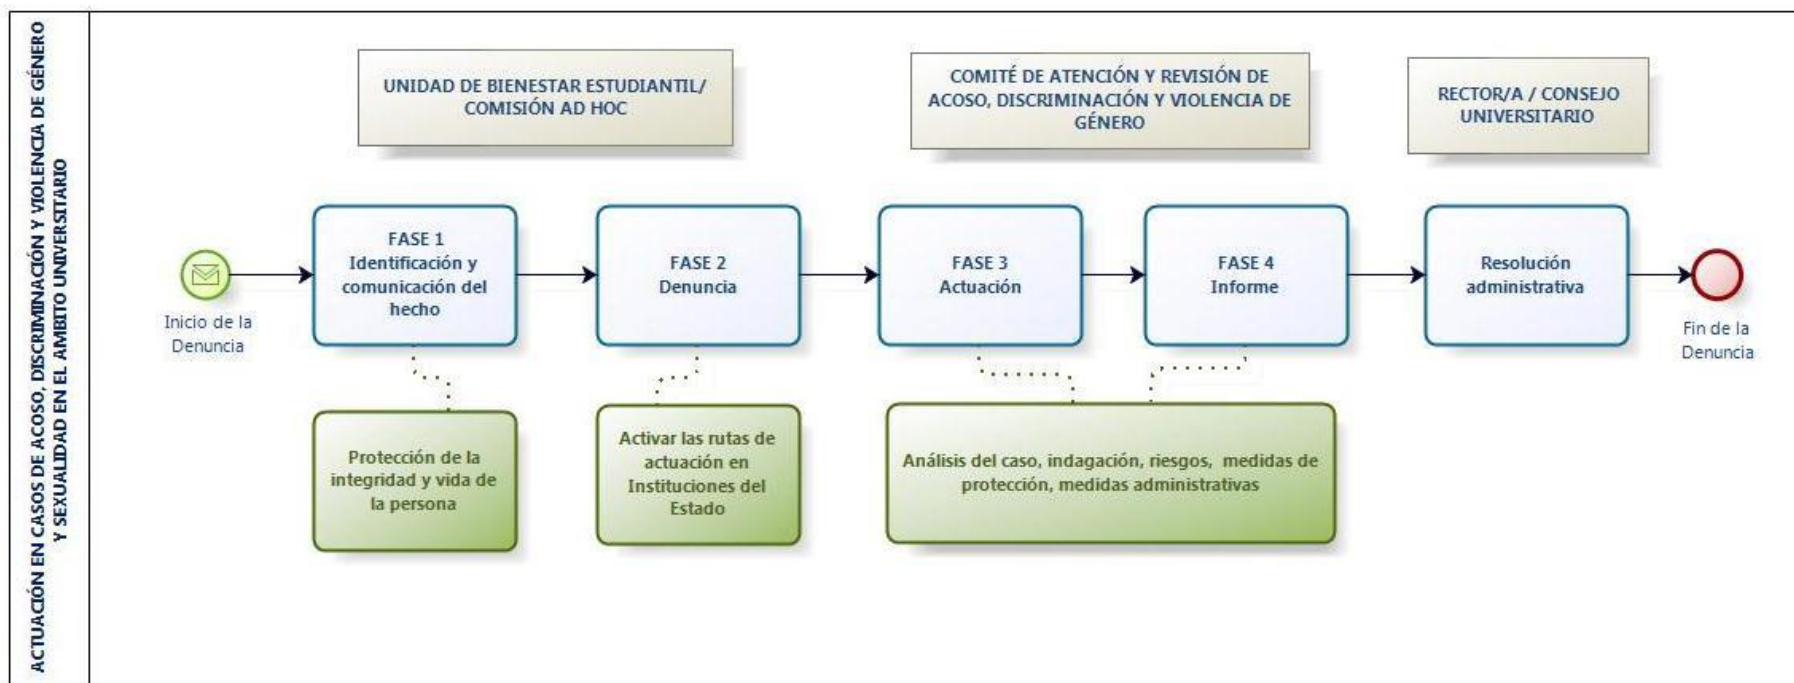 ACTUACIÓN EN CASOS DE ACOSO, DISCRIMINACIÓN Y VIOLENCIA DE GÉNERO
Y SEXUALIDAD EN EL AMBITO UNIVERSITARIO
UNIDAD DE BIENESTAR ESTUDIANTIL/
COMISIÓN AD HOC
COMITÉ DE ATENCIÓN Y REVISIÓN DE
ACOSO, DISCRIMINACIÓN Y VIOLENCIA DE
GÉNERO
RECTOR/A / CONSEJO
UNIVERSITARIO
Inicio de la
Denuncia
FASE 1
Identificación y
comunicación del
hecho
FASE 2
Denuncia
FASE 3
Actuación
FASE 4
Informe
Resolución
administrativa
Fin de la
Denuncia
Protección de la
integridad y vida de
la persona
Activar las rutas de
actuación en
Instituciones del
Estado
Análisis del caso, indagación, riesgos, medidas de
protección, medidas administrativas